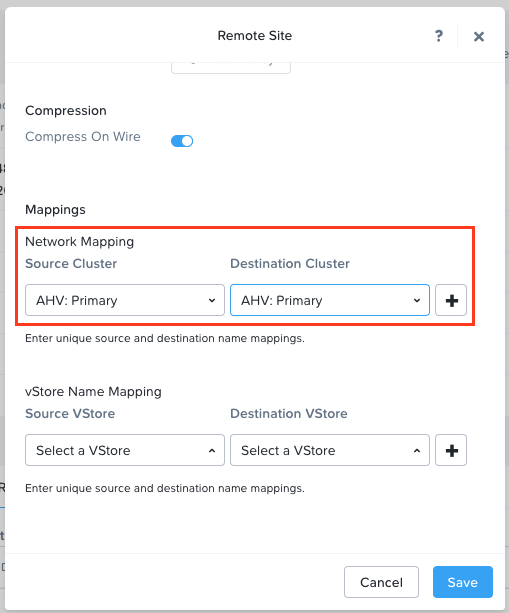 Remote Site
?
Compression
Compress On Wire
Mappings
Network Mapping
Source Cluster Destination Cluster
AHV: Primary AHV: Primary
Enter unique source and destination name mappings.
vStore Name Mapping
Source VStore Destination VStore
Select a VStore Select a VStore
Enter unique source and destination name mappings.
Cancel Save